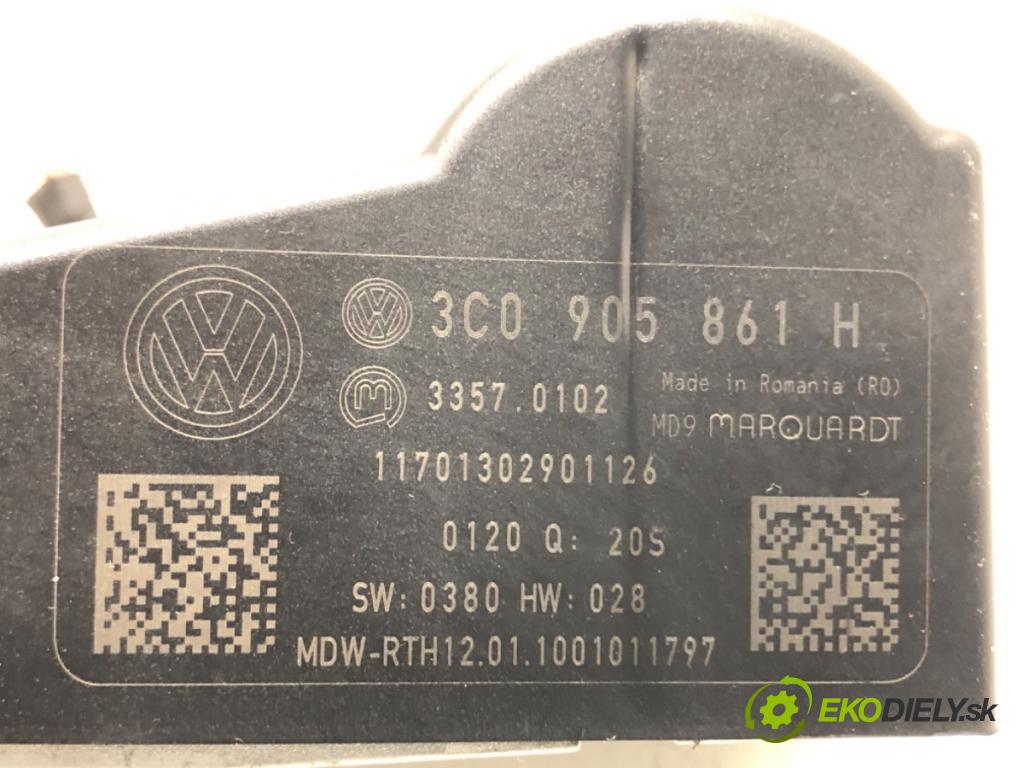 3C0 905 861 H
3357.0102
Made in Romania (RO)
MD9 MARQUARDT
11701302901126
0120 Q: 20S
SW: 0380 HW: 028
MDW-RTH12.01.1001011797
EKODIELY.sk